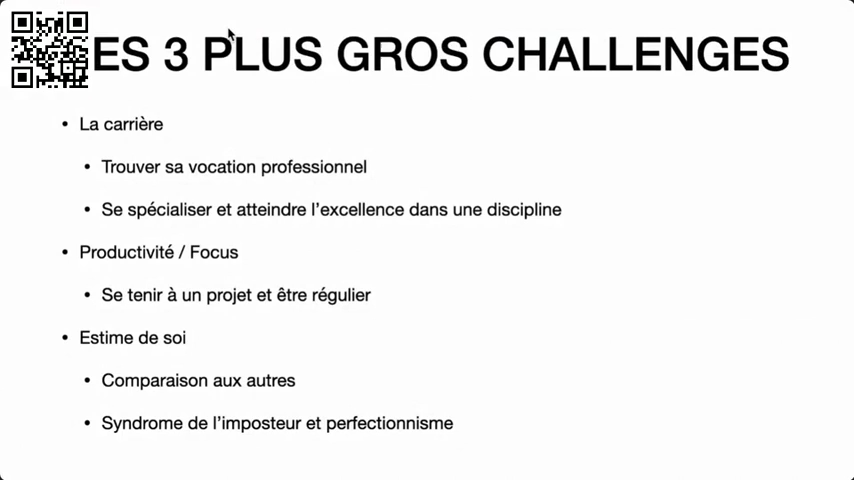 ES 3 PLUS GROS CHALLENGES
• La carrière
• Trouver sa vocation professionnel
• Se spécialiser et atteindre l’excellence dans une discipline
• Productivité / Focus
• Se tenir à un projet et être régulier
• Estime de soi
• Comparaison aux autres
• Syndrome de l’imposteur et perfectionnisme